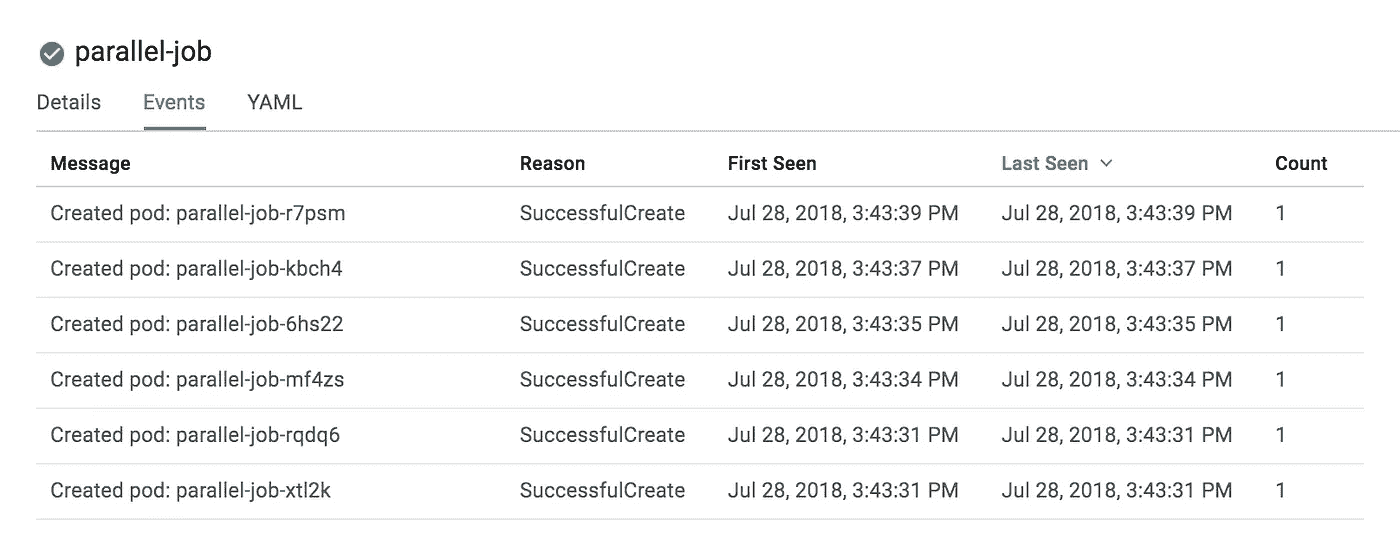 parallel-job
Details Events YAML
Message Reason First Seen Last Seen Count
Created pod: parallel-job-r7psm SuccessfulCreate Jul 28, 2018, 3:43:39 PM Jul 28, 2018, 3:43:39 PM 1
Created pod: parallel-job-kbch4 SuccessfulCreate Jul 28, 2018, 3:43:37 PM Jul 28, 2018, 3:43:37 PM 1
Created pod: parallel-job-6hs22 SuccessfulCreate Jul 28, 2018, 3:43:35 PM Jul 28, 2018, 3:43:35 PM 1
Created pod: parallel-job-mf4zs SuccessfulCreate Jul 28, 2018, 3:43:34 PM Jul 28, 2018, 3:43:34 PM 1
Created pod: parallel-job-rqdq6 SuccessfulCreate Jul 28, 2018, 3:43:31 PM Jul 28, 2018, 3:43:31 PM 1
Created pod: parallel-job-xtl2k SuccessfulCreate Jul 28, 2018, 3:43:31 PM Jul 28, 2018, 3:43:31 PM 1